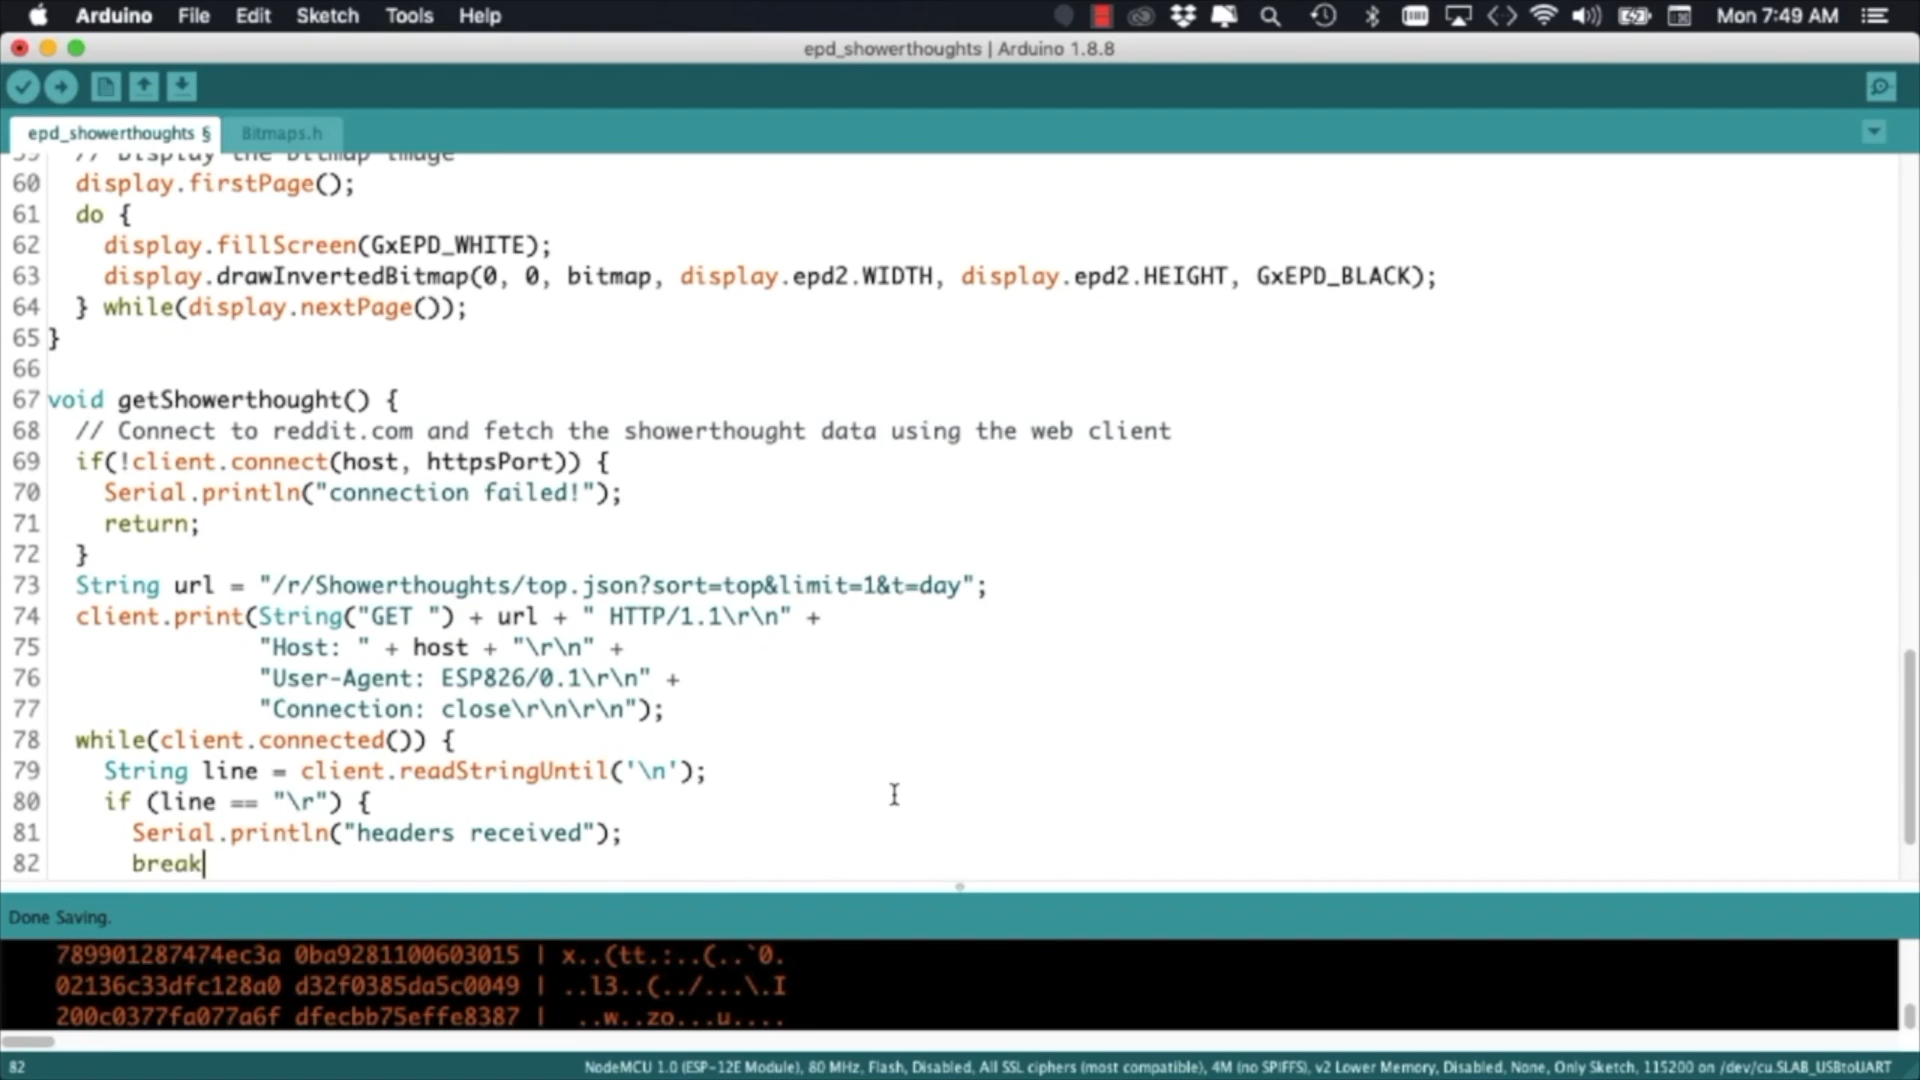 Arduino File Edit Sketch Tools Help Mon 7:49 AM
epd_showerthoughts | Arduino 1.8.8
epd_showerthoughts § Bitmaps.h
59 // Display the bitmap image
60 display.firstPage();
61 do {
62 display.fillScreen(GxEPD_WHITE);
63 display.drawInvertedBitmap(0, 0, bitmap, display.epd2.WIDTH, display.epd2.HEIGHT, GxEPD_BLACK);
64 } while(display.nextPage());
65 }
66
67 void getShowerthought() {
68 // Connect to reddit.com and fetch the showerthought data using the web client
69 if(!client.connect(host, httpsPort)) {
70 Serial.println("connection failed!");
71 return;
72 }
73 String url = "/r/Showerthoughts/top.json?sort=top&limit=1&t=day";
74 client.print(String("GET ") + url + " HTTP/1.1\r\n" +
75 "Host: " + host + "\r\n" +
76 "User-Agent: ESP826/0.1\r\n" +
77 "Connection: close\r\n\r\n");
78 while(client.connected()) {
79 String line = client.readStringUntil('\n');
80 if (line == "\r") {
81 Serial.println("headers received");
82 break
Done Saving.
789901287474ec3a 0ba9281100603015 | x..(tt.:..(..`0.
02136c33dfc128a0 d32f0385da5c0049 | ..l3..(../...\.I
200c0377fa077a6f dfecbb75effe8387 | ..w..zo...u....
82 NodeMCU 1.0 (ESP-12E Module), 80 MHz, Flash, Disabled, All SSL ciphers (most compatible), 4M (no SPIFFS), v2 Lower Memory, Disabled, None, Only Sketch, 115200 on /dev/cu.SLAB_USBtoUART